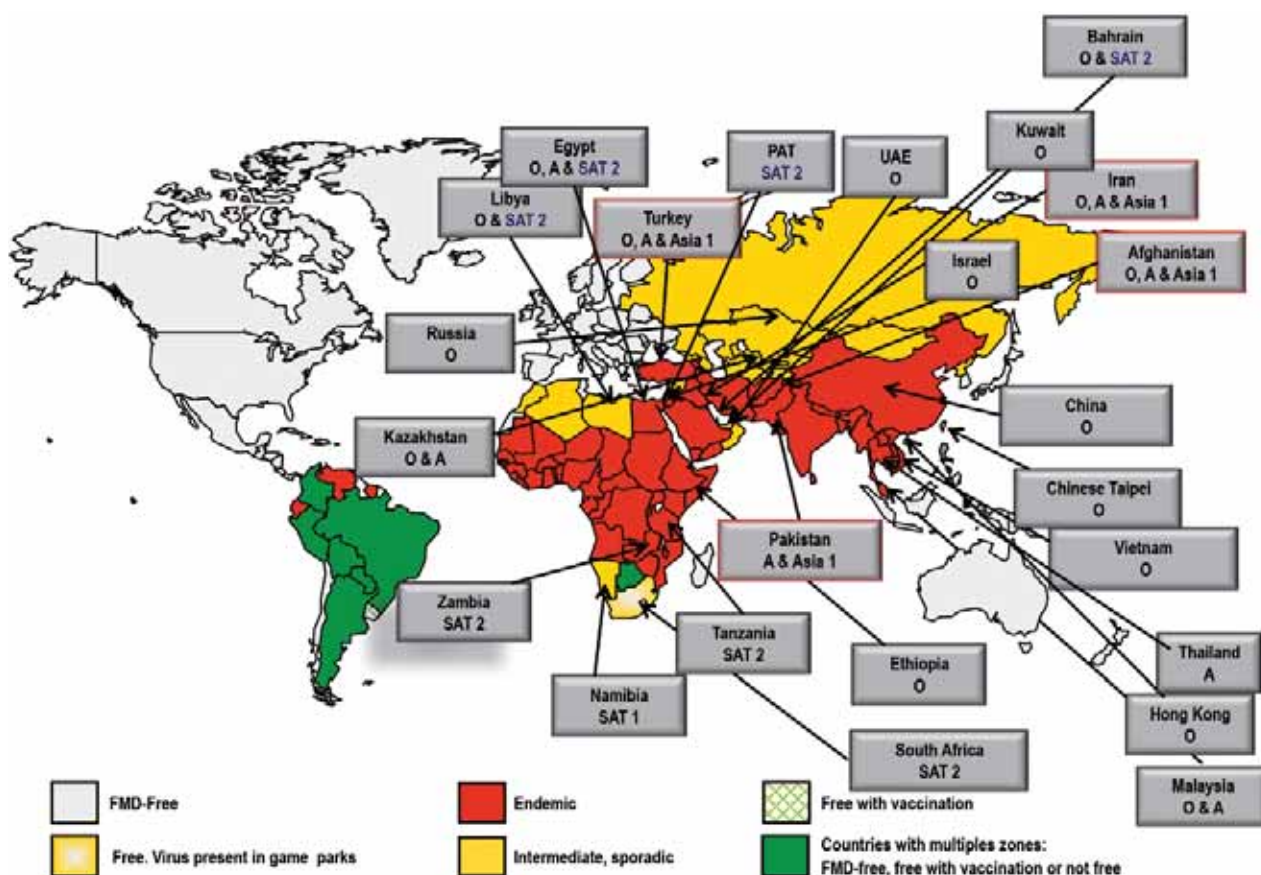 Bahrain
O & SAT 2
Egypt
O, A & SAT 2
PAT
SAT 2
UAE
O
Kuwait
O
Libya
O & SAT 2
Turkey
O, A & Asia 1
Iran
O, A & Asia 1
Israel
O
Afghanistan
O, A & Asia 1
Russia
O
China
O
Kazakhstan
O & A
Chinese Taipei
O
Pakistan
A & Asia 1
Vietnam
O
Zambia
SAT 2
Tanzania
SAT 2
Ethiopia
O
Thailand
A
Namibia
SAT 1
Hong Kong
O
South Africa
SAT 2
Malaysia
O & A
FMD-Free
Endemic
Free with vaccination
Free. Virus present in game parks
Intermediate, sporadic
Countries with multiples zones:
FMD-free, free with vaccination or not free